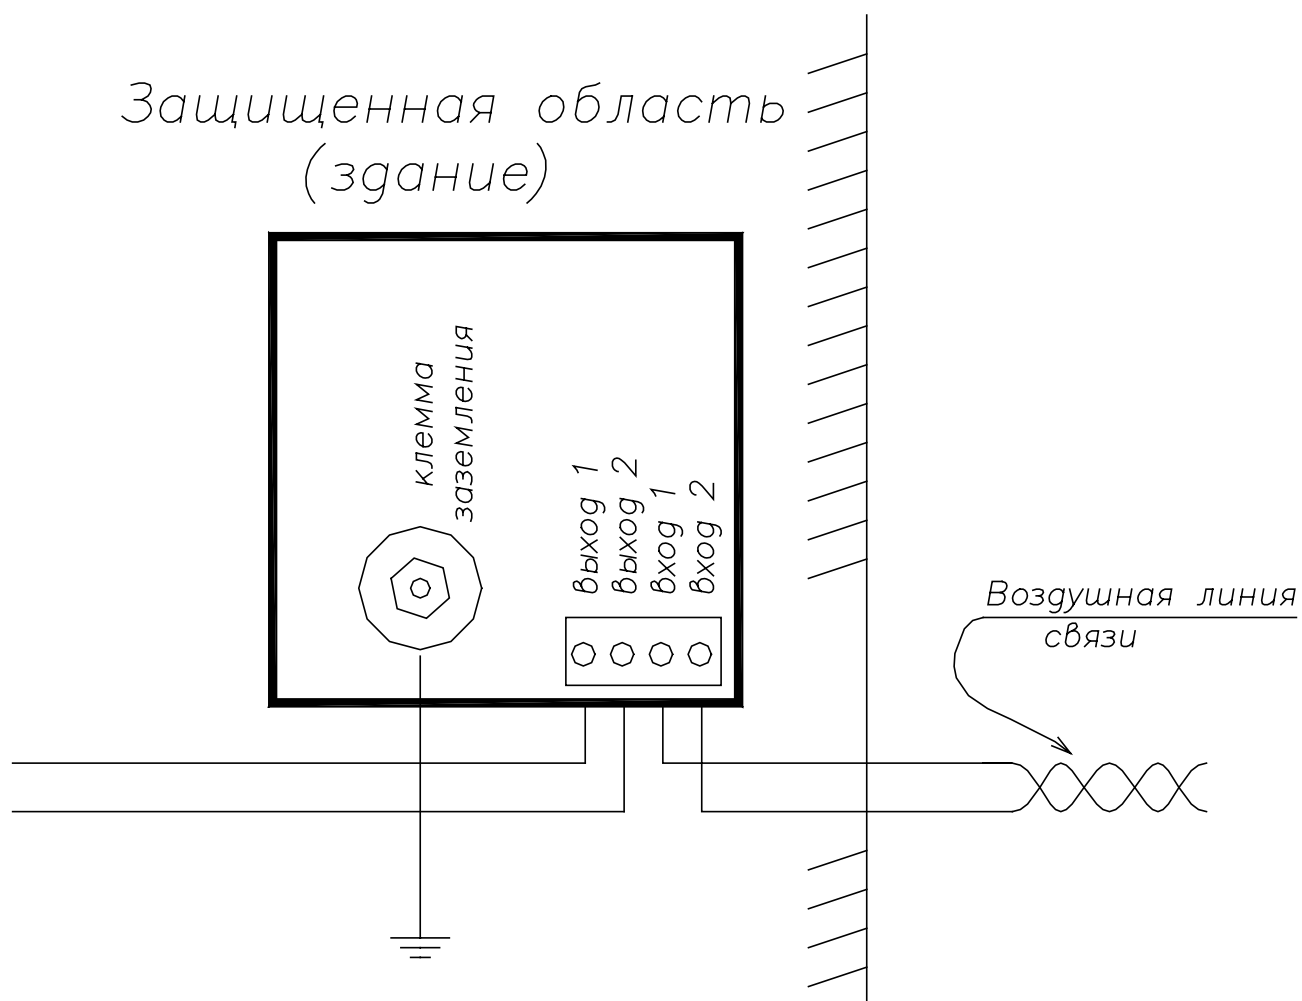 Защищенная область
(здание)
клемма
заземления
выход 1
выход 2
вход 1
вход 2
Воздушная линия
связи